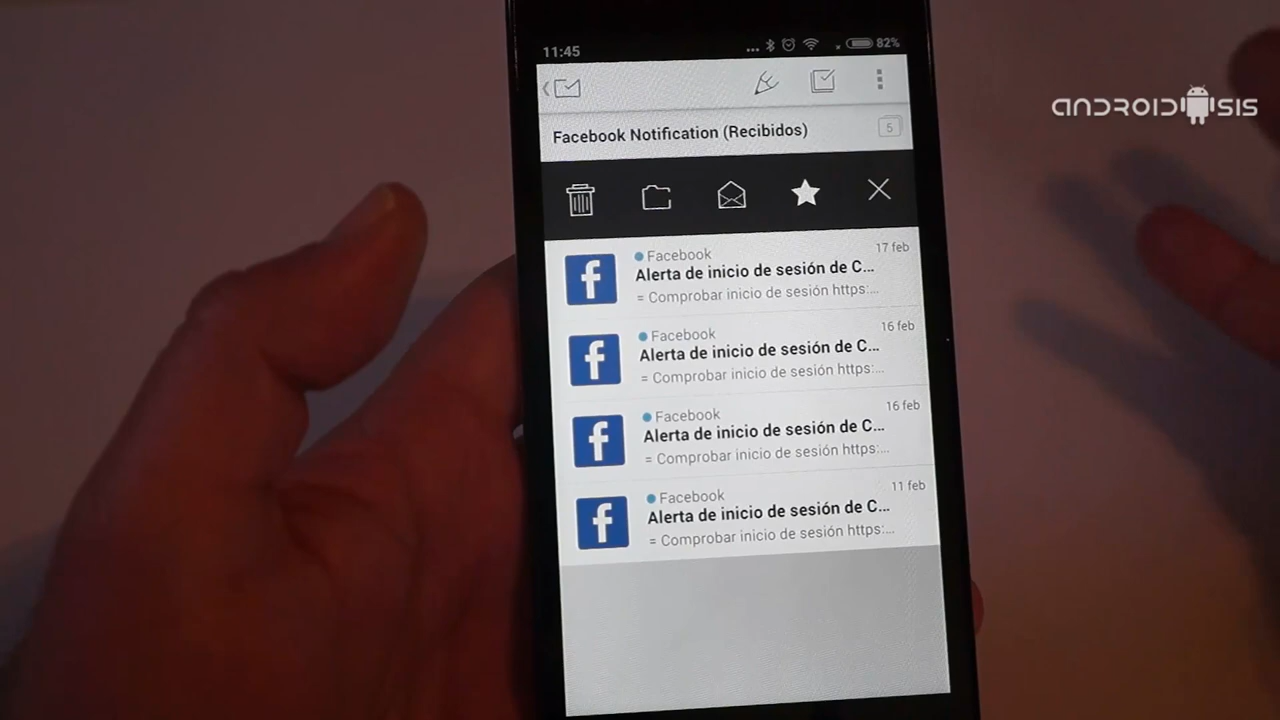 11:45
82%
ANDROIDSIS
Facebook Notification (Recibidos)
5
Facebook
17 feb
Alerta de inicio de sesión de C...
= Comprobar inicio de sesión https:...
Facebook
16 feb
Alerta de inicio de sesión de C...
= Comprobar inicio de sesión https:...
Facebook
16 feb
Alerta de inicio de sesión de C...
= Comprobar inicio de sesión https:...
Facebook
11 feb
Alerta de inicio de sesión de C...
= Comprobar inicio de sesión https:...